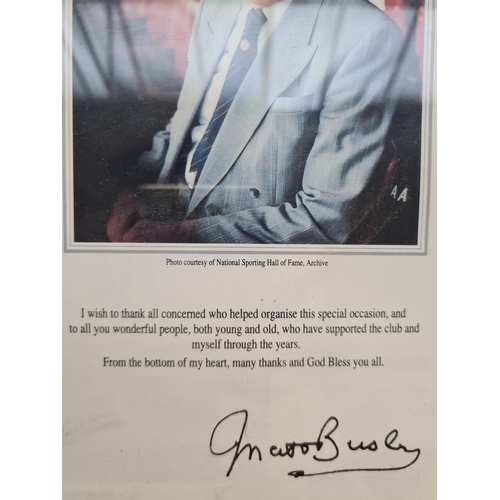 AA
Photo courtesy of National Sporting Hall of Fame, Archive
I wish to thank all concerned who helped organise this special occasion, and
to all you wonderful people, both young and old, who have supported the club and
myself through the years.
From the bottom of my heart, many thanks and God Bless you all.
Matt Busby